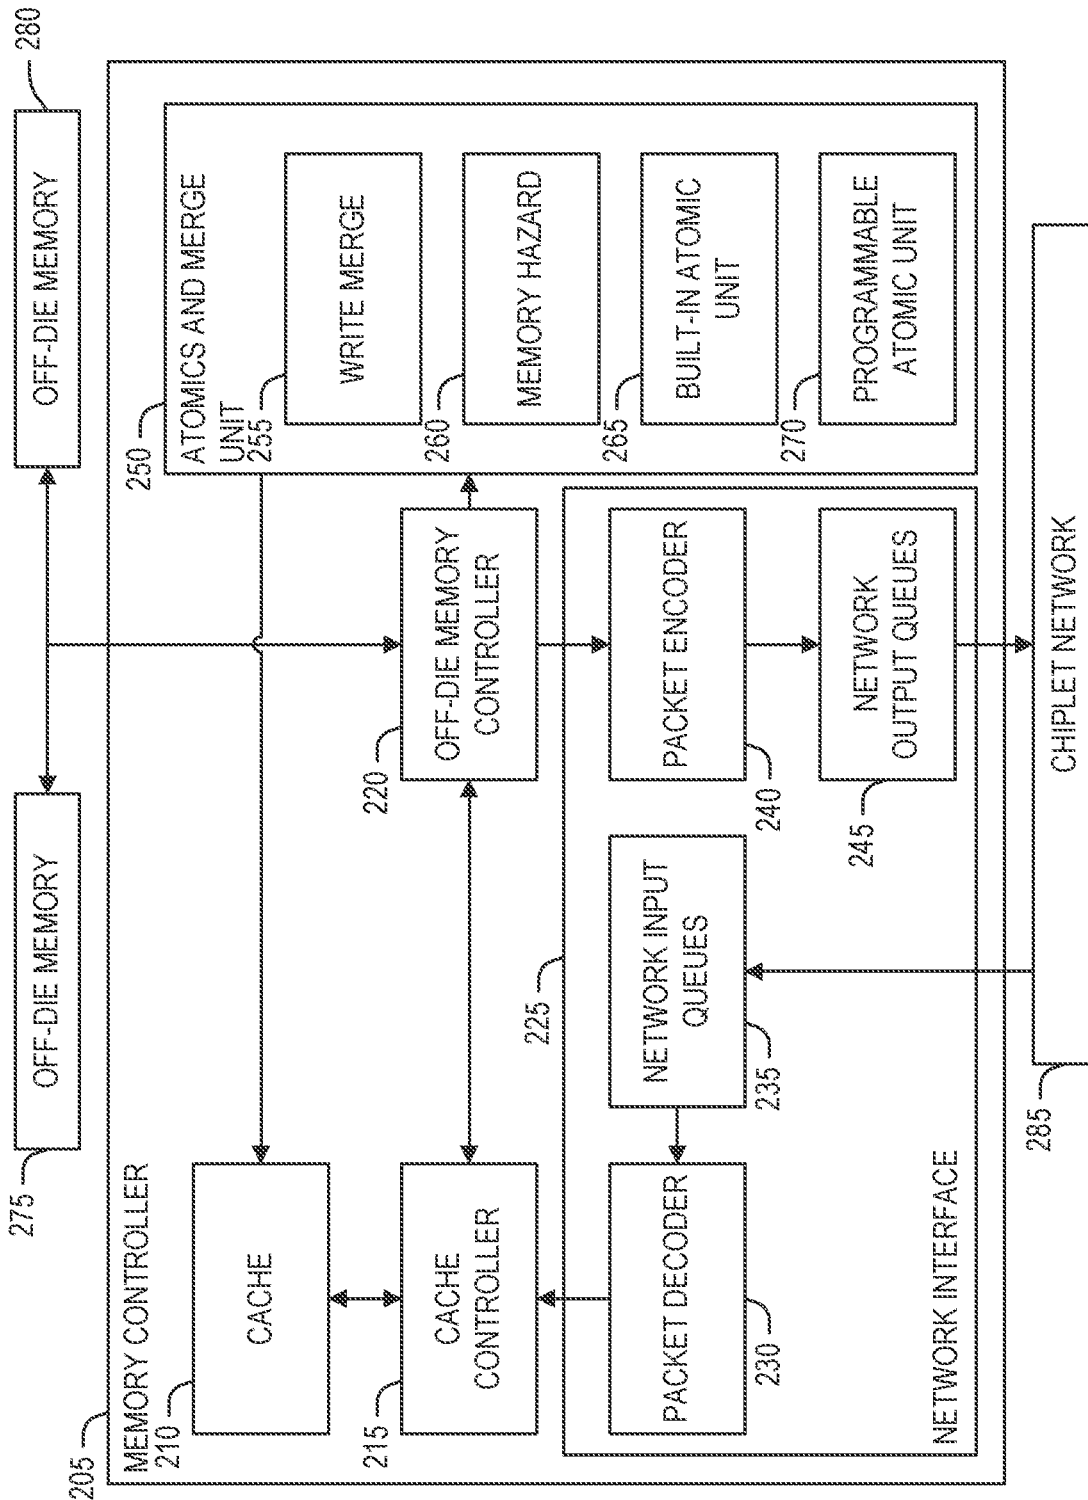 275
OFF-DIE MEMORY
OFF-DIE MEMORY
280
205
MEMORY CONTROLLER
210
CACHE
215
CACHE
CONTROLLER
220
OFF-DIE MEMORY
CONTROLLER
250
ATOMICS AND MERGE
UNIT
255
WRITE MERGE
260
MEMORY HAZARD
265
BUILT-IN ATOMIC
UNIT
270
PROGRAMMABLE
ATOMIC UNIT
225
PACKET DECODER
230
NETWORK INPUT
QUEUES
235
PACKET ENCODER
240
NETWORK
OUTPUT QUEUES
245
NETWORK INTERFACE
285
CHIPLET NETWORK